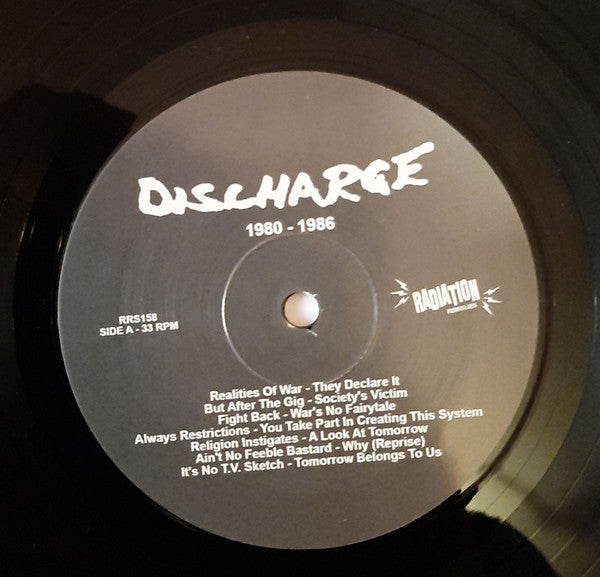 DISCHARGE
1980 - 1986
RADIATION
RRS158
SIDE A - 33 RPM
Realities Of War - They Declare It
But After The Gig - Society's Victim
Fight Back - War's No Fairytale
Always Restrictions - You Take Part In Creating This System
Religion Instigates - A Look At Tomorrow
Ain't No Feeble Bastard - Why (Reprise)
It's No T.V. Sketch - Tomorrow Belongs To Us